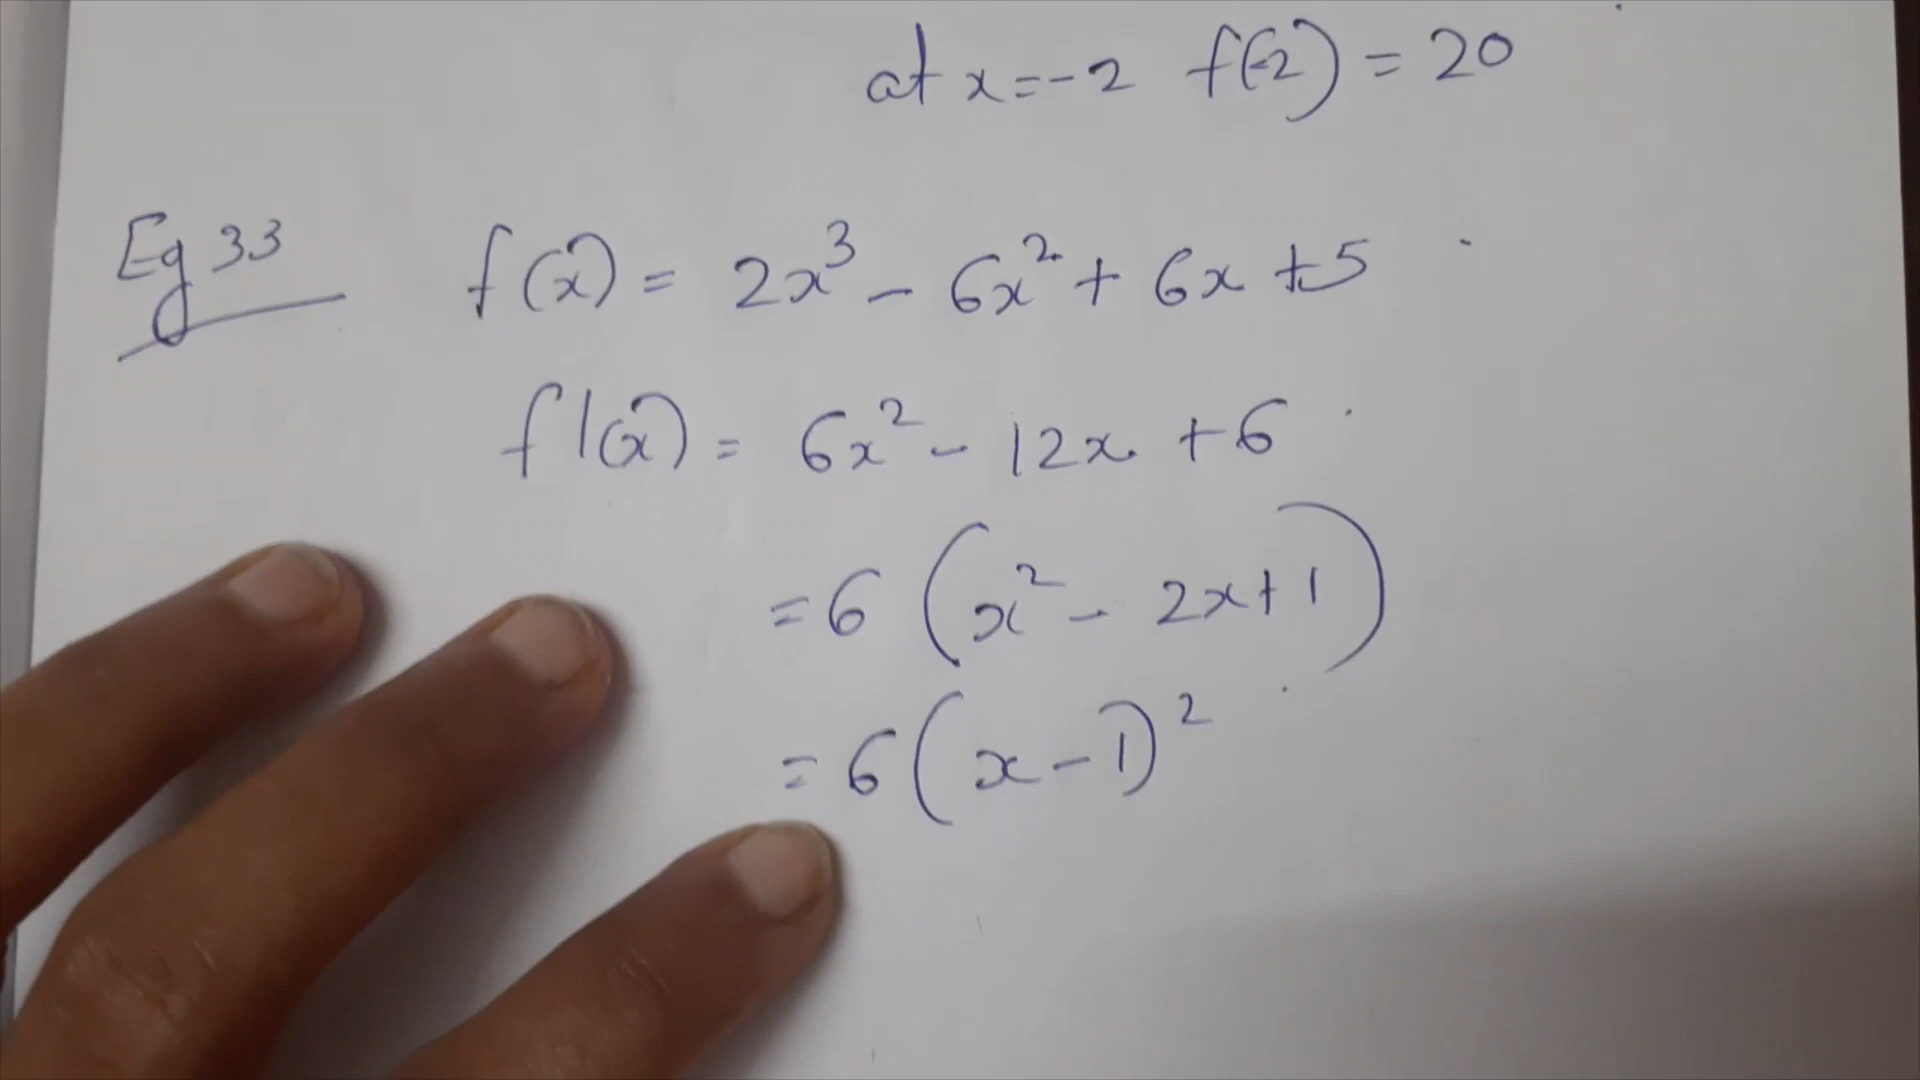 at x=-2 f(-2) = 20
Eg 33 f(x) = 2x³ - 6x² + 6x + 5
f'(x) = 6x² - 12x + 6
= 6 (x² - 2x + 1)
= 6 (x - 1)²